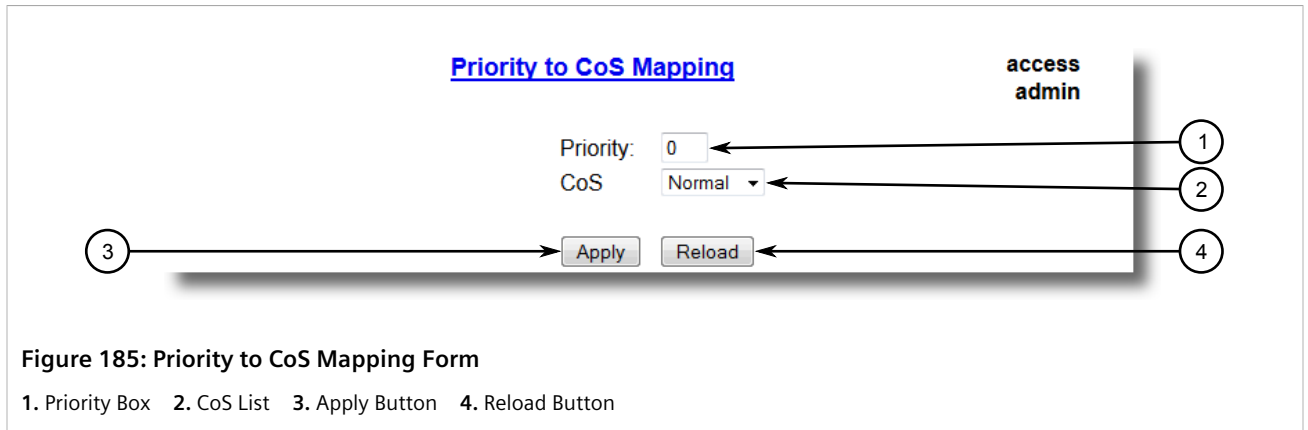 Priority to CoS Mapping
access
admin
Priority: 0
1
CoS Normal
2
3
Apply Reload
4
Figure 185: Priority to CoS Mapping Form
1. Priority Box 2. CoS List 3. Apply Button 4. Reload Button